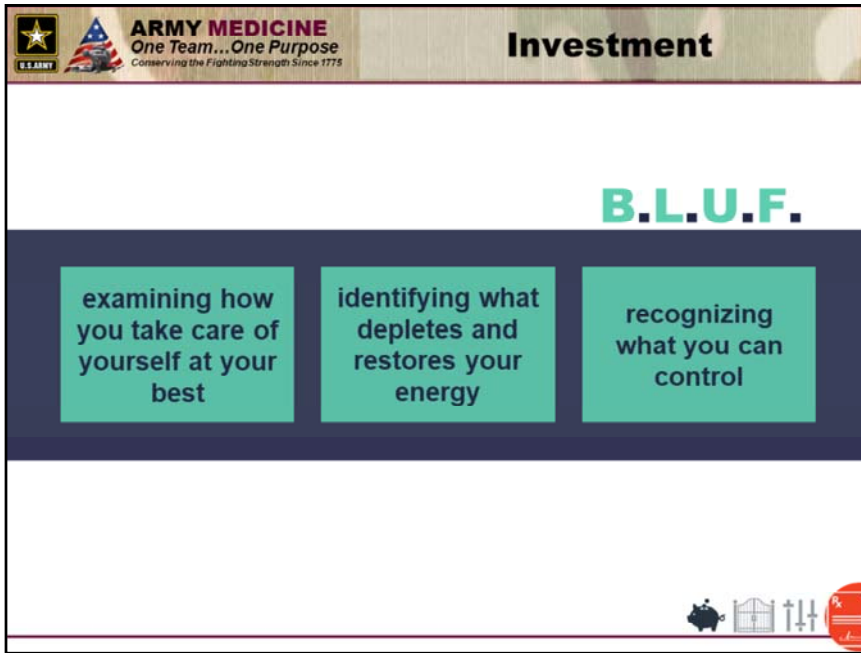 ARMY MEDICINE
One Team...One Purpose
Conserving the Fighting Strength Since 1775
U.S.ARMY
Investment
B.L.U.F.
examining how
you take care of
yourself at your
best
identifying what
depletes and
restores your
energy
recognizing
what you can
control
Rx